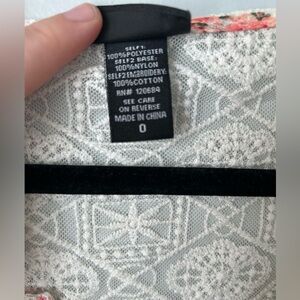 SELF1:
100%POLYESTER
SELF2 BASE:
100%NYLON
SELF2 EMBROIDERY:
100%COTTON
RN# 120684
SEE CARE
ON REVERSE
MADE IN CHINA
0